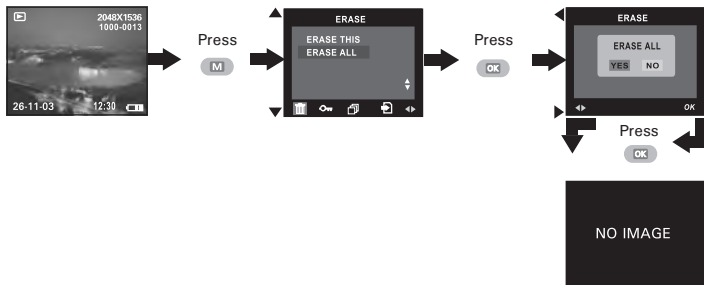 2048X1536
1000-0013
26-11-03 12:30
Press
M
ERASE
ERASE THIS
ERASE ALL
Press
OK
ERASE
ERASE ALL
YES NO
OK
Press
OK
NO IMAGE